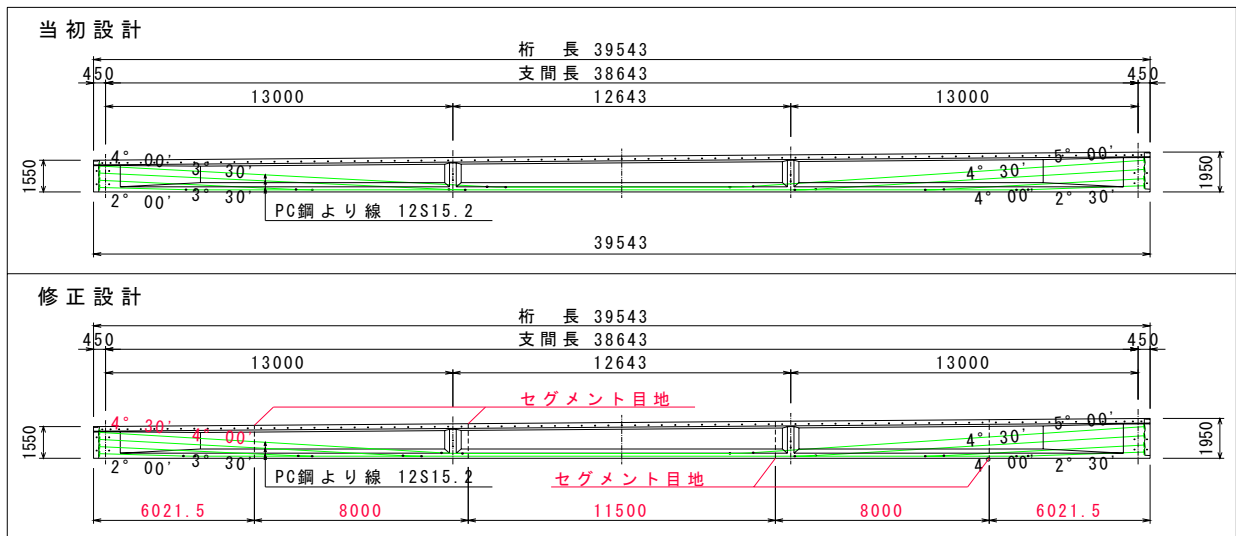 当初設計
桁 長 39543
450 支間長 38643 450
13000 12643 13000
1550 4° 00' 3° 30' 4° 30' 5° 00' 1950
2° 00' 3° 30' 4° 00' 2° 30'
PC鋼より線 12S15.2
39543
修正設計
桁 長 39543
450 支間長 38643 450
13000 12643 13000
セグメント目地
1550 4° 30' 4° 00' 4° 30' 5° 00' 1950
2° 00' 3° 30' 4° 00' 2° 30'
PC鋼より線 12S15.2 セグメント目地
6021.5 8000 11500 8000 6021.5